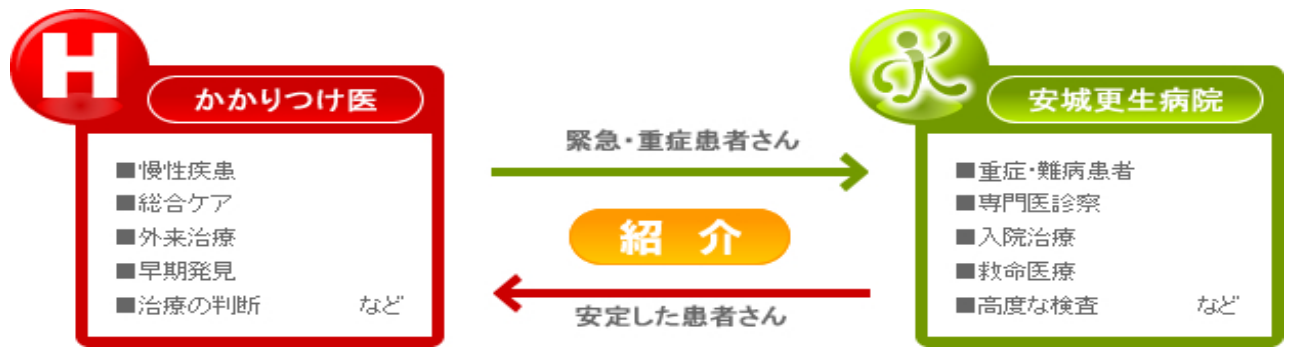 H
かかりつけ医
■慢性疾患
■総合ケア
■外来治療
■早期発見
■治療の判断 など
緊急・重症患者さん
紹 介
安定した患者さん
安城更生病院
■重症・難病患者
■専門医診察
■入院治療
■救命医療
■高度な検査 など